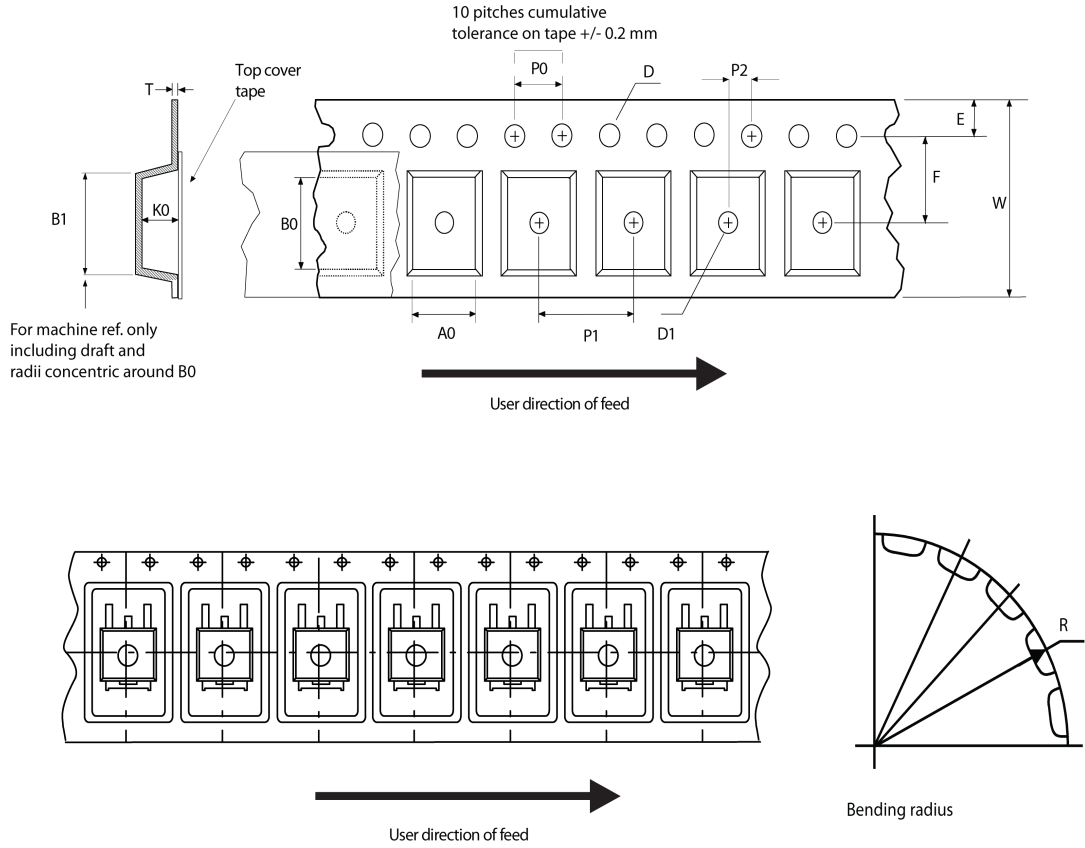 10 pitches cumulative
tolerance on tape +/- 0.2 mm
P0
D
P2
T
Top cover
tape
E
F
W
B1
K0
B0
For machine ref. only
including draft and
radii concentric around B0
A0
P1
D1
User direction of feed
R
Bending radius
User direction of feed